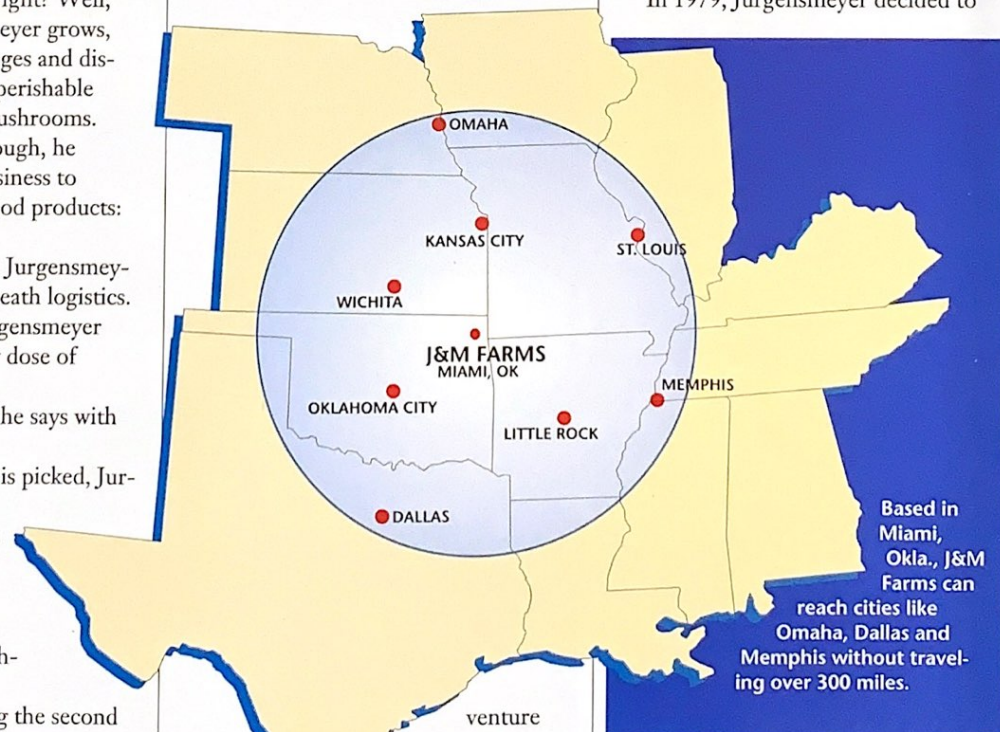 ight? Well,
eyer grows,
ges and dis-
perishable
ushrooms.
ough, he
siness to
od products:
Jurgensmey-
eath logistics.
gensmeyer
dose of
he says with
is picked, Jur-
h-
g the second
In 1979, Jurgensmeyer decided to
OMAHA
KANSAS CITY
ST. LOUIS
WICHITA
J&M FARMS
MIAMI, OK
MEMPHIS
OKLAHOMA CITY
LITTLE ROCK
DALLAS
Based in
Miami,
Okla., J&M
Farms can
reach cities like
Omaha, Dallas and
Memphis without travel-
ing over 300 miles.
venture